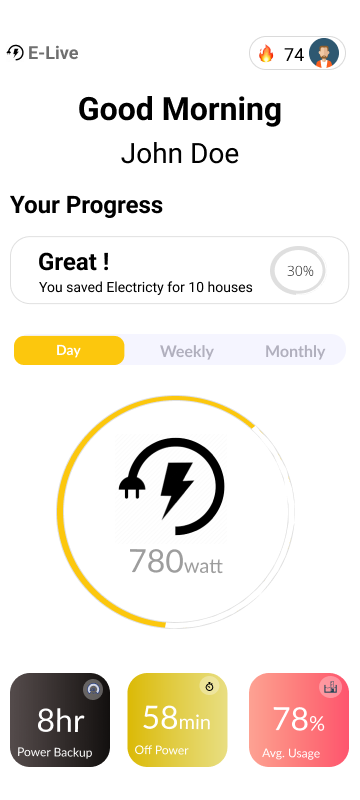 E-Live
74
Good Morning
John Doe
Your Progress
Great !
You saved Electricty for 10 houses
30%
Day Weekly Monthly
780watt
8hr
Power Backup
58min
Off Power
78%
Avg. Usage